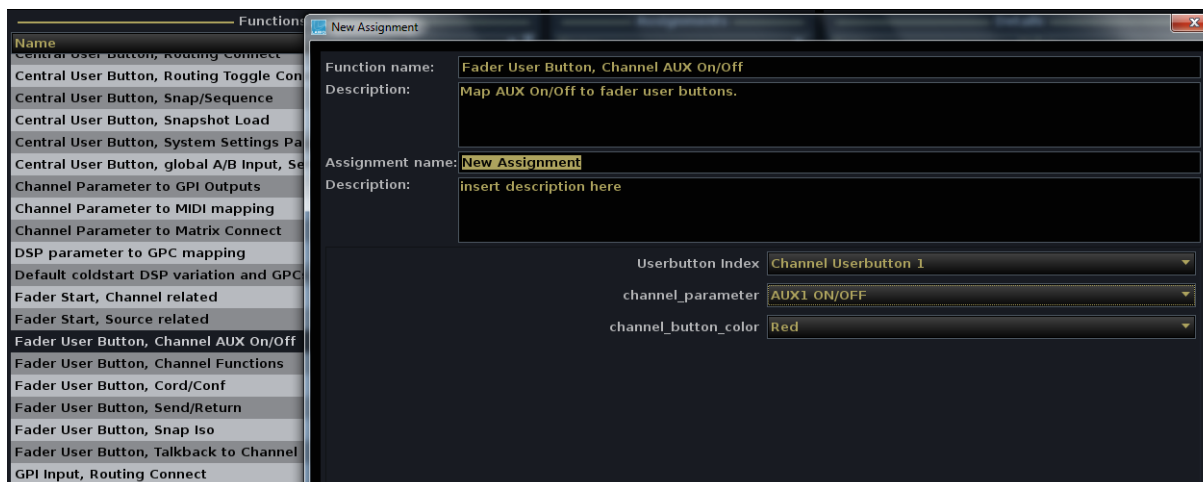 Functions
Name
Central User Button, Routing Connect
Central User Button, Routing Toggle Con
Central User Button, Snap/Sequence
Central User Button, Snapshot Load
Central User Button, System Settings Pa
Central User Button, global A/B Input, Se
Channel Parameter to GPI Outputs
Channel Parameter to MIDI mapping
Channel Parameter to Matrix Connect
DSP parameter to GPC mapping
Default coldstart DSP variation and GPC
Fader Start, Channel related
Fader Start, Source related
Fader User Button, Channel AUX On/Off
Fader User Button, Channel Functions
Fader User Button, Cord/Conf
Fader User Button, Send/Return
Fader User Button, Snap Iso
Fader User Button, Talkback to Channel
GPI Input, Routing Connect
New Assignment
Function name: Fader User Button, Channel AUX On/Off
Description: Map AUX On/Off to fader user buttons.
Assignment name: New Assignment
Description: insert description here
Userbutton Index Channel Userbutton 1
channel_parameter AUX1 ON/OFF
channel_button_color Red